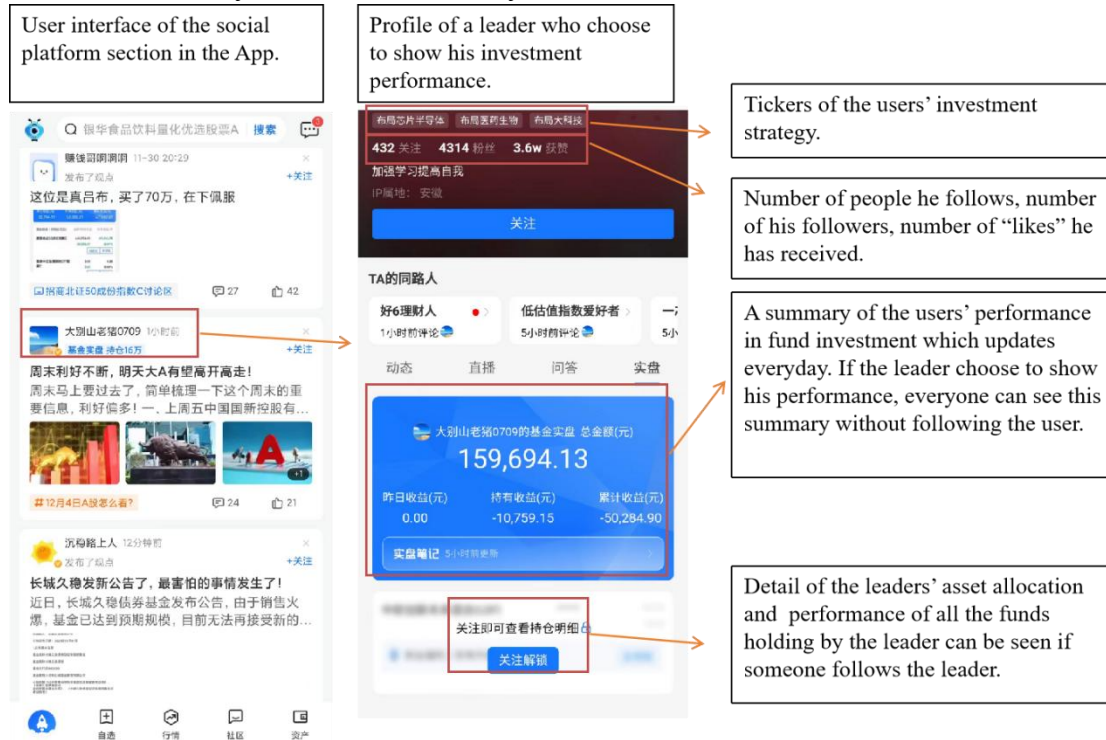 User interface of the social
platform section in the App.
Profile of a leader who choose
to show his investment
performance.
银华食品饮料量化优选股票A 搜索
3
赚钱哥啊啊啊 11-30 20:29
发布了观点
+关注
这位是真吕布，买了70万，在下佩服
招商北证50成份指数C讨论区 27 42
大别山老猪0709 1小时前
基金实盘 持仓16万
+关注
周末利好不断，明天大A有望高开高走！
周末马上要过去了，简单梳理一下这个周末的重
要信息，利好偏多！一、上周五中国国新控股有...
+1
#12月4日A股怎么看? 24 21
沉稳路上人 12分钟前
发布了观点
+关注
长城久稳发新公告了，最害怕的事情发生了！
近日，长城久稳债券基金发布公告，由于销售火
爆，基金已达到预期规模，目前无法再接受新的...
自选 行情 社区 资产
布局芯片半导体 布局医药生物 布局大科技
432 关注 4314 粉丝 3.6w 获赞
加强学习提高自我
IP属地： 安徽
关注
TA的同路人
好6理财人
1小时前评论
低估值指数爱好者
5小时前评论
5小
动态 直播 问答 实盘
大别山老猪0709的基金实盘 总金额(元)
159,694.13
昨日收益(元) 持有收益(元) 累计收益(元)
0.00 -10,759.15 -50,284.90
实盘笔记 5小时前更新
关注即可查看持仓明细
关注解锁
Tickers of the users’ investment
strategy.
Number of people he follows, number
of his followers, number of “likes” he
has received.
A summary of the users’ performance
in fund investment which updates
everyday. If the leader choose to show
his performance, everyone can see this
summary without following the user.
Detail of the leaders’ asset allocation
and performance of all the funds
holding by the leader can be seen if
someone follows the leader.